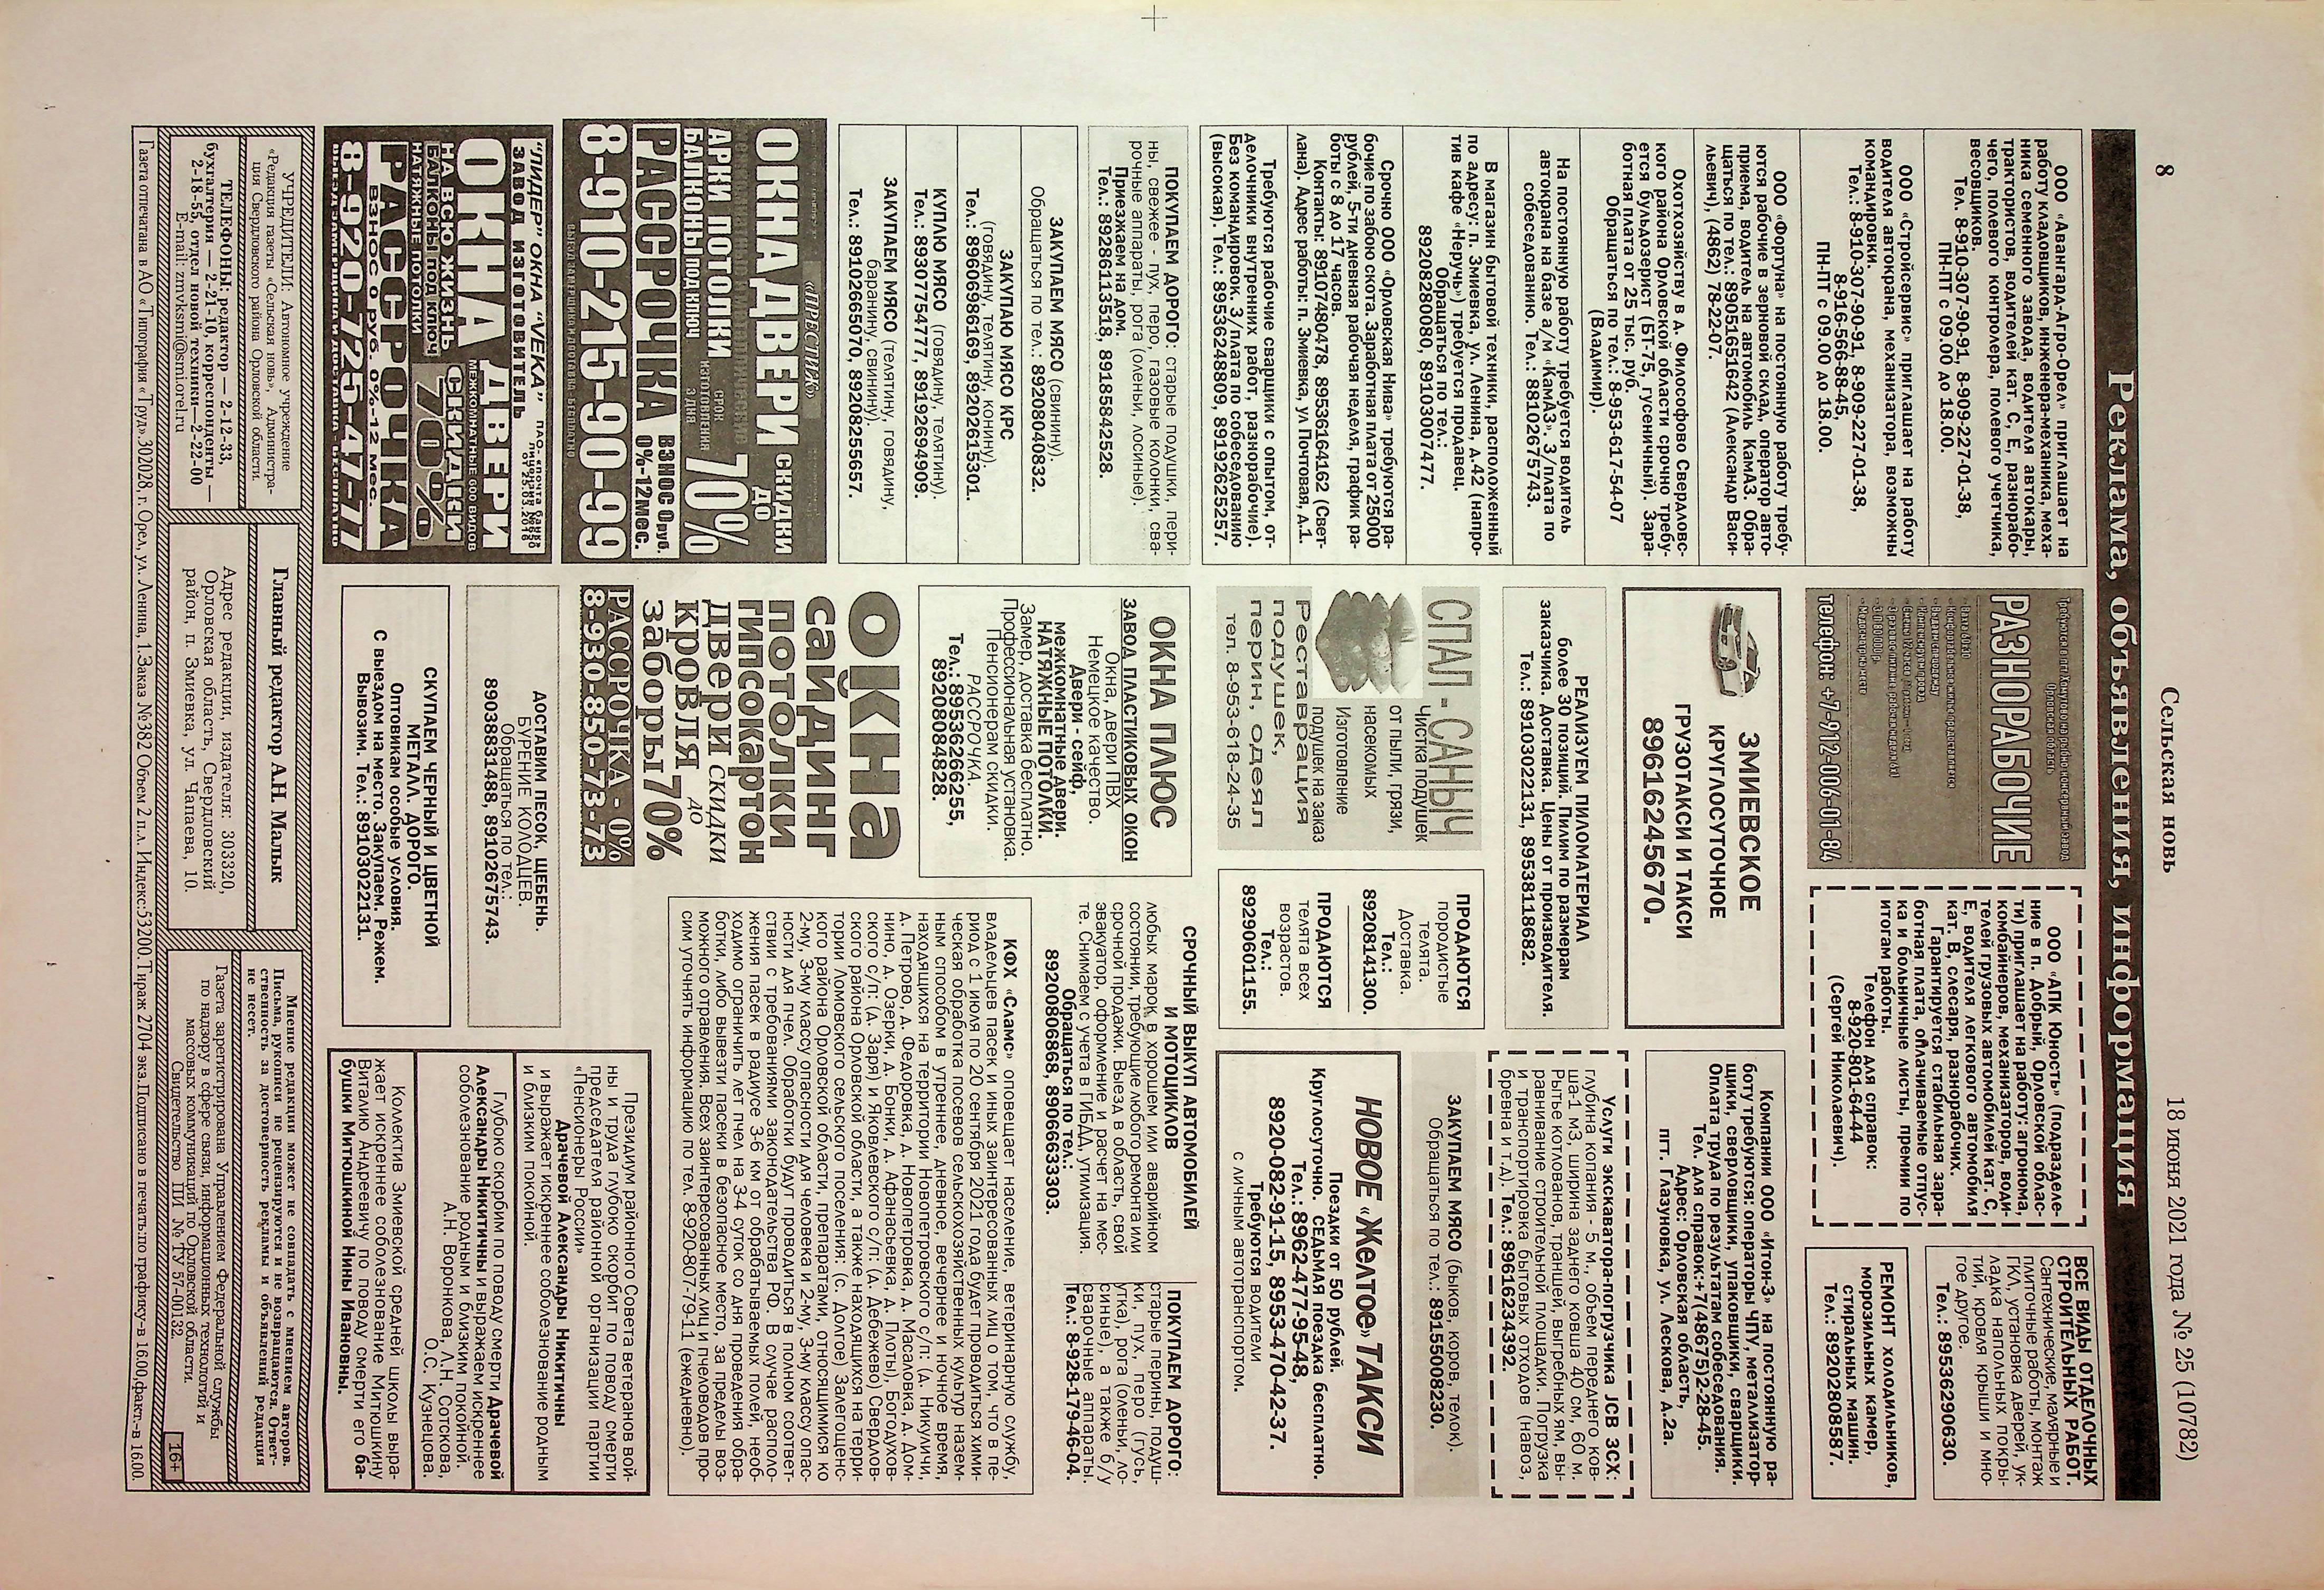 8
Сельская новь
18 июня 2021 года № 25 (10782)
Реклама, объявления, информация
ООО «Авангард-Агро-Орел» приглашает на
работу кладовщиков, инженера-механика, меха-
ника семенного завода, водителя автокары,
трактористов, водителей кат. С, Е, разнорабо-
чего, полевого контролера, полевого учетчика,
весовщиков.
Тел. 8-910-307-90-91, 8-909-227-01-38,
ПН-ПТ с 09.00 до 18.00.
ООО «Стройсервис» приглашает на работу
водителя автокрана, механизатора, возможны
командировки.
Тел.: 8-910-307-90-91, 8-909-227-01-38,
8-916-566-88-45,
ПН-ПТ с 09.00 до 18.00.
ООО «Фортуна» на постоянную работу требу-
ются рабочие в зерновой склад, оператор авто-
приема, водитель на автомобиль КамАЗ. Обра-
щаться по тел.: 89051651642 (Александр Васи-
льевич), (4862) 78-22-07.
Охотхозяйству в д. Философово Свердловс-
кого района Орловской области срочно требу-
ется бульдозерист (БТ-75, гусеничный). Зара-
ботная плата от 25 тыс. руб.
Обращаться по тел.: 8-953-617-54-07
(Владимир).
На постоянную работу требуется водитель
автокрана на базе а/м «КамАЗ». З/плата по
собеседованию. Тел.: 88102675743.
В магазин бытовой техники, расположенный
по адресу: п. Змиевка, ул. Ленина, д.42 (напро-
тив кафе «Неручь») требуется продавец.
Обращаться по тел.:
89208280080, 89103007477.
Срочно ООО «Орловская Нива» требуются ра-
бочие по забою скота. Заработная плата от 25000
рублей, 5-ти дневная рабочая неделя, график ра-
боты с 8 до 17 часов.
Контакты: 89107480478, 89536164162 (Свет-
лана) Адрес работы: п. Змиевка, ул Почтовая, д.1.
Требуются рабочие сварщики с опытом, от-
делочники внутренних работ, разнорабочие).
Без командировок. З/плата по собеседованию
(высокая). Тел.: 89536248809, 89192625257.
ПОКУПАЕМ ДОРОГО: старые подушки, пери-
ны, свежее - пух, перо, газовые колонки, сва-
рочные аппараты, рога (оленьи, лосиные).
Приезжаем на дом.
Тел.: 89286113518, 89185842528.
ЗАКУПАЕМ МЯСО (свинину).
Обращаться по тел.: 89208040832.
ЗАКУПАЮ МЯСО КРС
(говядину, телятину, конину).
Тел.: 89606986169, 89202615301.
КУПЛЮ МЯСО (говядину, телятину).
Тел.: 89307754777, 89192694909.
ЗАКУПАЕМ МЯСО (телятину, говядину,
баранину, свинину).
Тел.: 89102665070, 89208255657.
«ПРЕСТИЖ»
ОКНА ДВЕРИ
СКИДКИ
ДО
70%
АРКИ ПОТОЛКИ
БАЛКОНЫ ПОД КЛЮЧ
СРОК
ИЗГОТОВЛЕНИЯ
3 ДНЯ
РАССРОЧКА
ВЗНОС 0руб.
0%-12мес.
8-910-215-90-99
"ЛИДЕР" ОКНА "VEKA"
ЗАВОД ИЗГОТОВИТЕЛЬ
ОКНА ДВЕРИ
НА ВСЮ ЖИЗНЬ
МЕЖКОМНАТНЫЕ 600 ВИДОВ
БАЛКОНЫ ПОД КЛЮЧ
НАТЯЖНЫЕ ПОТОЛКИ
СКИДКИ
70%
РАССРОЧКА
ВЗНОС 0 РУБ. 0%-12 МЕС.
8-920-725-47-77
РАЗНОРАБОЧИЕ
телефон: +7-912-006-01-84
ЗМИЕВСКОЕ
КРУГЛОСУТОЧНОЕ
ГРУЗОТАКСИ И ТАКСИ
89616245670.
РЕАЛИЗУЕМ ПИЛОМАТЕРИАЛ
более 30 позиций. Пилим по размерам
заказчика. Доставка. Цены от производителя.
Тел.: 89103022131, 89538118682.
СПАЛ - САНЫЧ
Чистка подушек
от пыли, грязи,
насекомых
Изготовление
подушек на заказ
Реставрация
подушек,
перин, одеял
тел. 8-953-618-24-35
ПРОДАЮТСЯ
породистые
телята.
Доставка.
Тел.:
89208141300.
ПРОДАЮТСЯ
телята всех
возрастов.
Тел.:
89290601155.
ОКНА ПЛЮС
ЗАВОД ПЛАСТИКОВЫХ ОКОН
Окна, двери ПВХ
Немецкое качество.
Двери - сейф,
межкомнатные двери.
НАТЯЖНЫЕ ПОТОЛКИ.
Замер, доставка бесплатно.
Профессиональная установка.
Пенсионерам скидки.
РАССРОЧКА.
Тел.: 89536266255,
89208084828.
окна
сайдинг
потолки
гипсокартон
двери скидки
кровля до
заборы 70%
РАССРОЧКА - 0%
8-930-850-73-73
ДОСТАВИМ ПЕСОК, ЩЕБЕНЬ.
БУРЕНИЕ КОЛОДЦЕВ.
Обращаться по тел.:
89038831488, 89102675743.
СКУПАЕМ ЧЕРНЫЙ И ЦВЕТНОЙ
МЕТАЛЛ. ДОРОГО.
Оптовикам особые условия.
С выездом на место. Закупаем. Режем.
Вывозим. Тел.: 89103022131.
ООО «АПК Юность» (подразделе-
ние в п. Добрый, Орловской облас-
ти) приглашает на работу: агронома,
комбайнеров, механизаторов, води-
телей грузовых автомобилей кат. С,
Е, водителя легкового автомобиля
кат. В, слесаря, разнорабочих.
Гарантируется стабильная зара-
ботная плата, оплачиваемые отпус-
ка и больничные листы, премии по
итогам работы.
Телефон для справок:
8-920-801-64-44
(Сергей Николаевич).
ВСЕ ВИДЫ ОТДЕЛОЧНЫХ
СТРОИТЕЛЬНЫХ РАБОТ.
Сантехнические, малярные и
плиточные работы, монтаж
ГКЛ, установка дверей, ук-
ладка напольных покры-
тий, кровля крыши и мно-
гое другое.
Тел.: 89536290630.
РЕМОНТ ХОЛОДИЛЬНИКОВ,
морозильных камер,
стиральных машин.
Тел.: 89202808587.
Компании ООО «Итон-3» на постоянную ра-
боту требуются: операторы ЧПУ, металлизатор-
щики, сверловщики, упаковщики, сварщики.
Оплата труда по результатам собеседования.
Тел. для справок:+7(48675)2-28-45.
Адрес: Орловская область,
пгт. Глазуновка, ул. Лескова, д.2а.
Услуги экскаватора-погрузчика JCB 3CX:
глубина копания - 5 м., объем переднего ков-
ша-1 м3, ширина заднего ковша 40 см, 60 м.
Рытье котлованов, траншей, выгребных ям, вы-
равнивание строительной площадки. Погрузка
и транспортировка бытовых отходов (навоз,
бревна и т.д). Тел.: 89616234392.
ЗАКУПАЕМ МЯСО (быков, коров, телок).
Обращаться по тел.: 89155008230.
НОВОЕ «Желтое» ТАКСИ
Поездки от 50 рублей.
Круглосуточно. СЕДЬМАЯ поездка бесплатно.
Тел.: 8962-477-95-48,
8920-082-91-15, 8953-470-42-37.
Требуются водители
с личным автотранспортом.
СРОЧНЫЙ ВЫКУП АВТОМОБИЛЕЙ
И МОТОЦИКЛОВ
любых марок, в хорошем или аварийном
состоянии, требующие любого ремонта или
срочной продажи. Выезд в область, свой
эвакуатор, оформление и расчет на мес-
те. Снимаем с учета в ГИБДД, утилизация.
Обращаться по тел.:
89200806868, 89066633303.
ПОКУПАЕМ ДОРОГО:
старые перины, подуш-
ки, пух, перо (гусь,
утка), рога (оленьи, ло-
синые), а также б/у
сварочные аппараты.
Тел.: 8-928-179-46-04.
КФХ «Сламс» оповещает население, ветеринарную службу,
владельцев пасек и иных заинтересованных лиц о том, что в пе-
риод с 1 июля по 20 сентября 2021 года будет проводиться хими-
ческая обработка посевов сельскохозяйственных культур назем-
ным способом в утреннее, дневное, вечернее и ночное время,
находящихся на территории Новопетровского с/п: (д. Никуличи,
д. Петрово, д. Федоровка, д. Новопетровка, д. Масаловка, д. Дом-
нино, д. Озерки, д. Бонки, д. Афанасьевка, д. Плоты) Залегощенс-
кого с/п: (д. Заря) и Яковлевского с/п: (д. Дебежево) Свердлов-
ского района Орловской области, а также находящихся на терри-
тории Ломовского сельского поселения: (с. Долгое) Залегощенс-
кого района Орловской области, препаратами, относящимися ко
2-му, 3-му классу опасности для человека и 2-му, 3-му классу опас-
ности для пчел. Обработки будут проводиться в полном соответ-
ствии с требованиями законодательства РФ. В случае располо-
жения пасек в радиусе 3-6 км от обрабатываемых полей, необ-
ходимо ограничить лет пчел на 3-4 суток со дня проведения обра-
ботки, либо вывезти пасеки в безопасное место, за пределы воз-
можного отравления. Всех заинтересованных лиц и пчеловодов про-
сим уточнять информацию по тел. 8-920-807-79-11 (ежедневно).
Президиум районного Совета ветеранов вой-
ны и труда глубоко скорбит по поводу смерти
председателя районной организации партии
«Пенсионеры России»
Арачевой Александры Никитичны
и выражает искреннее соболезнование родным
и близким покойной.
Глубоко скорбим по поводу смерти Арачевой
Александры Никитичны и выражаем искреннее
соболезнование родным и близким покойной.
А.Н. Воронкова, Л.Н. Сотскова,
О.С. Кузнецова.
Коллектив Змиевской средней школы выра-
жает искреннее соболезнование Митюшкину
Виталию Андреевичу по поводу смерти его ба-
бушки Митюшкиной Нины Ивановны.
УЧРЕДИТЕЛИ: Автономное учреждение
«Редакция газеты «Сельская новь», Администра-
ция Свердловского района Орловской области.
ТЕЛЕФОНЫ: редактор — 2-12-33,
бухгалтерия — 2-21-10, корреспонденты —
2-18-55, отдел новой техники—2-22-00
E-mail: zmvksmi@smi.orel.ru
Главный редактор А.Н. Малык
Адрес редакции, издателя: 303320,
Орловская область, Свердловский
район, п. Змиевка, ул. Чапаева, 10.
Мнение редакции может не совпадать с мнением авторов.
Письма, рукописи не рецензируются и не возвращаются. Ответ-
ственность за достоверность рекламы и объявлений редакция
не несет.
Газета зарегистрирована Управлением Федеральной службы
по надзору в сфере связи, информационных технологий и
массовых коммуникаций по Орловской области.
Свидетельство ПИ № ТУ 57-00132.
16+
Газета отпечатана в АО «Типография «Труд».302028, г. Орел, ул. Ленина, 1.Заказ №382 Объем 2 п.л. Индекс:53200.Тираж 2704 экз.Подписано в печать:по графику-в 16.00,факт.-в 16.00.